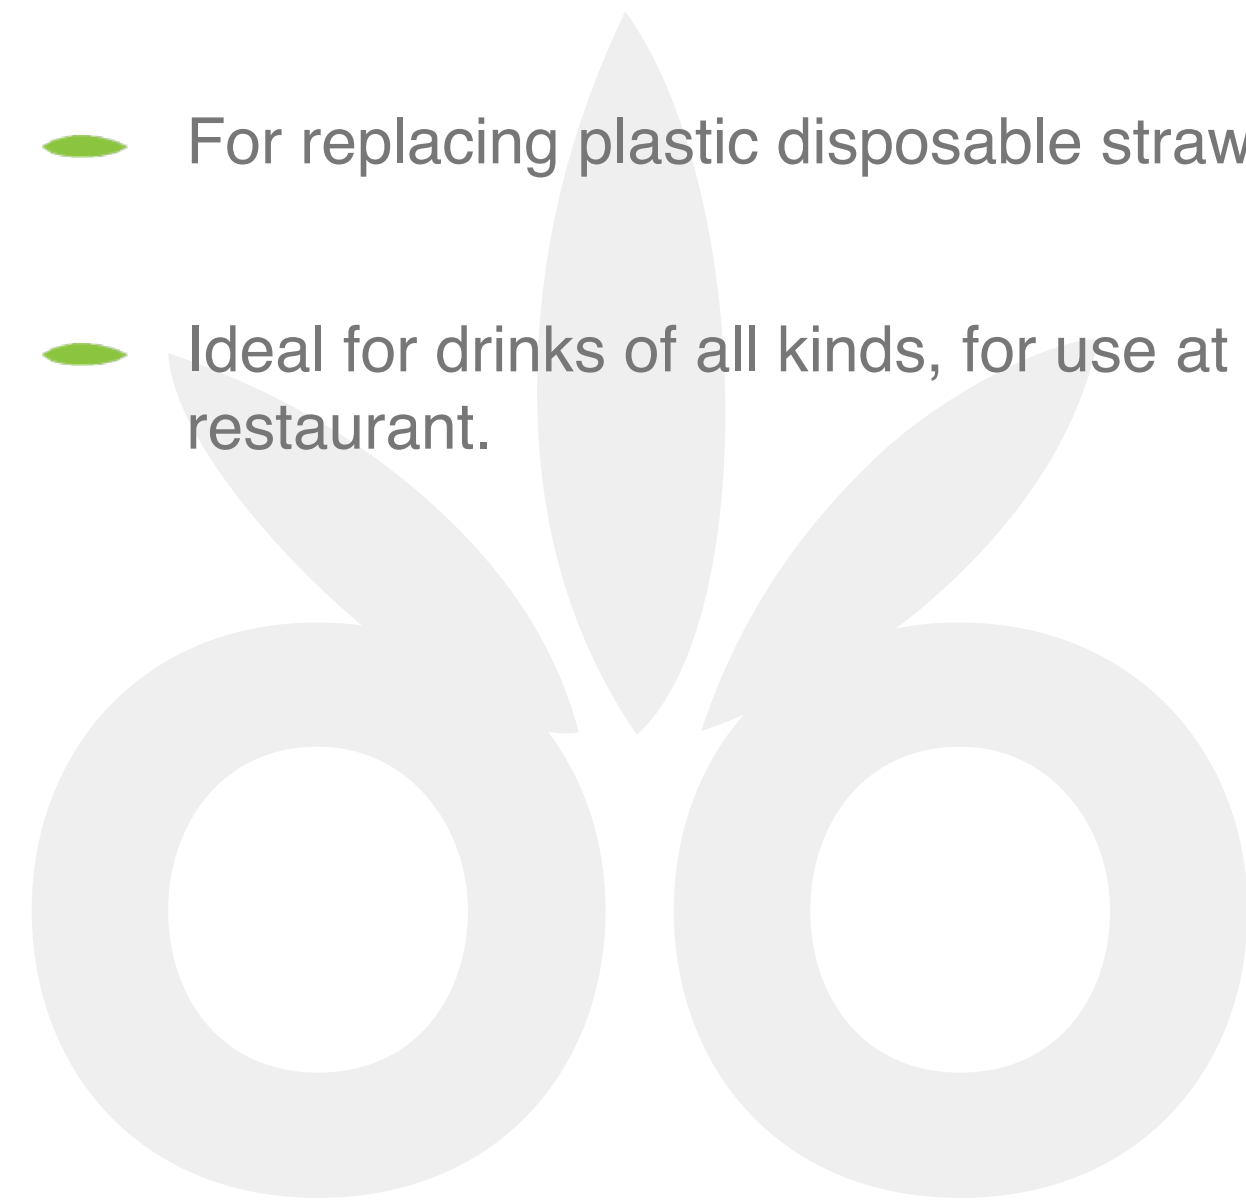 For replacing plastic disposable straw
Ideal for drinks of all kinds, for use at
restaurant.